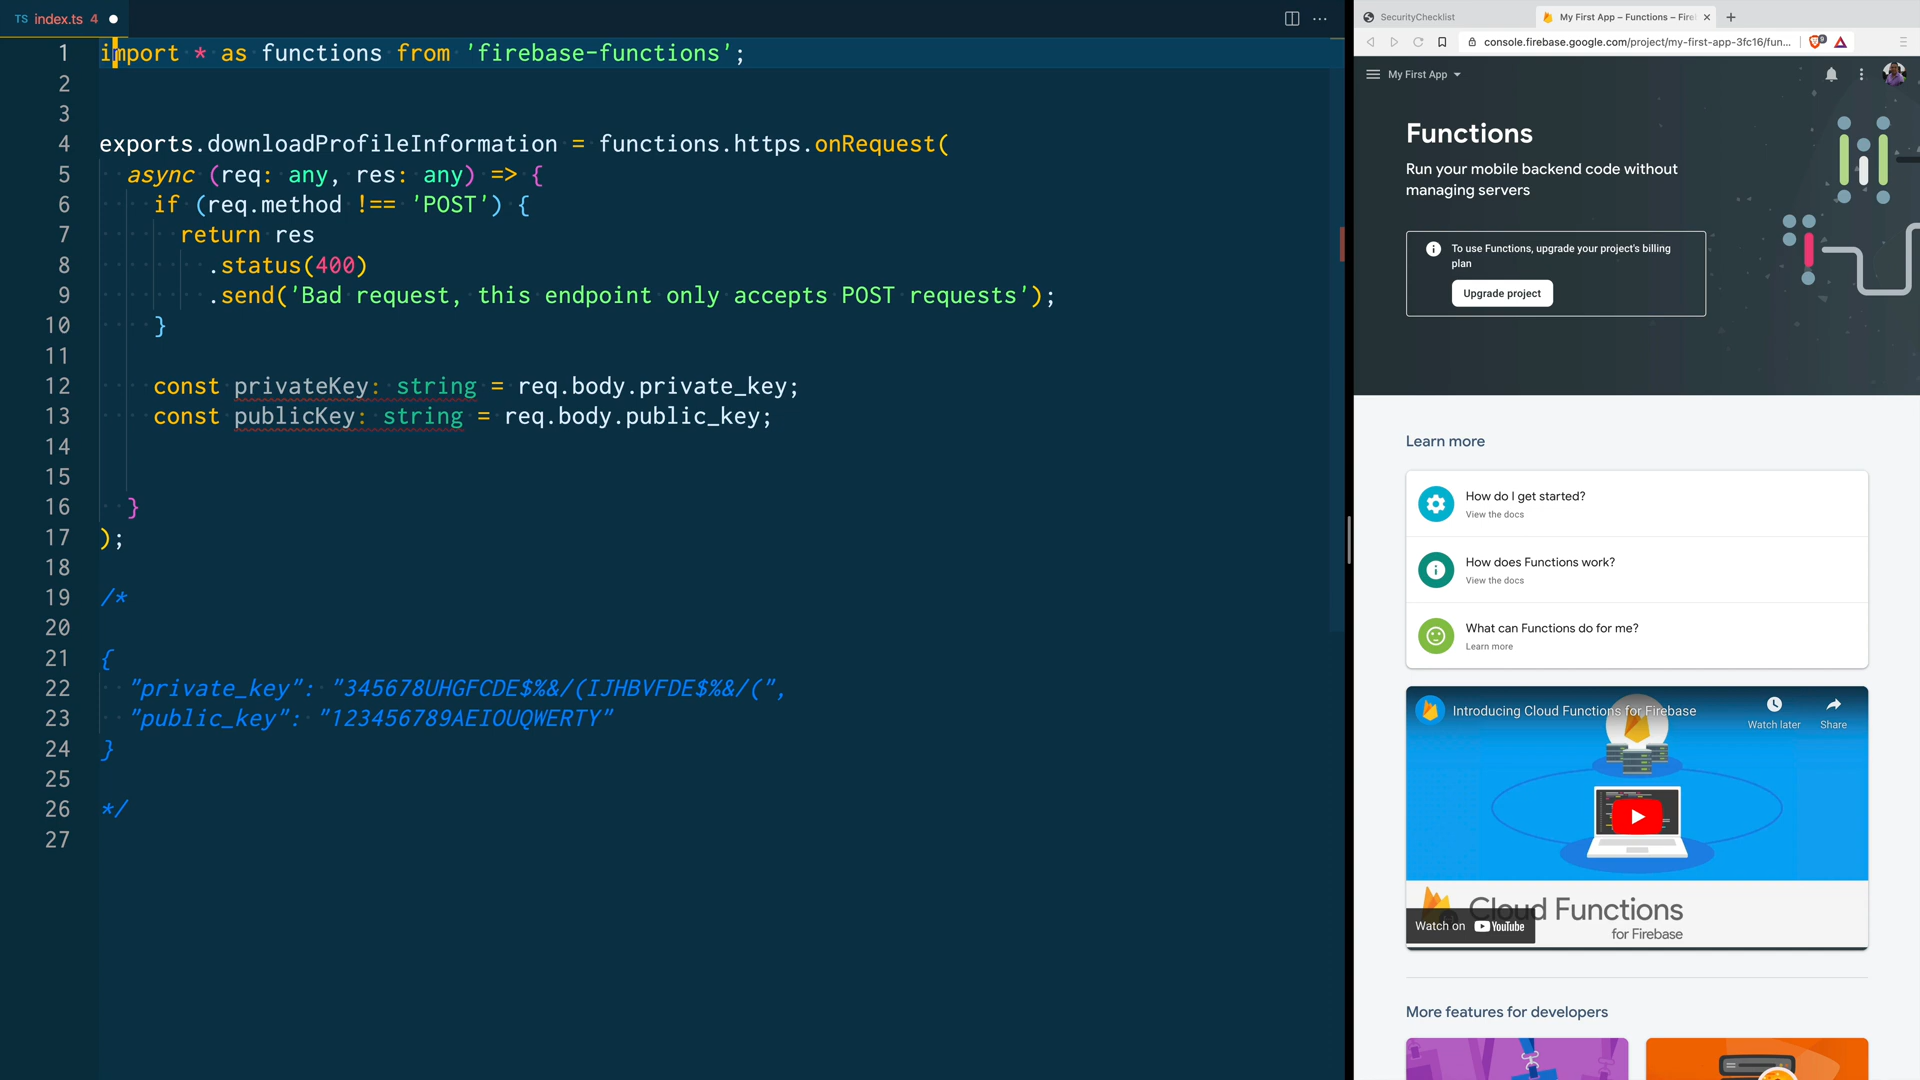 TS index.ts 4
1 import * as functions from 'firebase-functions';
2
3
4 exports.downloadProfileInformation = functions.https.onRequest(
5 async (req: any, res: any) => {
6 if (req.method !== 'POST') {
7 return res
8 .status(400)
9 .send('Bad request, this endpoint only accepts POST requests');
10 }
11
12 const privateKey: string = req.body.private_key;
13 const publicKey: string = req.body.public_key;
14
15
16 }
17 );
18
19 /*
20
21 {
22 "private_key": "345678UHGFCDE$%&/(IJHBVFDE$%&/(",
23 "public_key": "123456789AEIOUQWERTY"
24 }
25
26 */
27
SecurityChecklist
My First App – Functions – Fire
console.firebase.google.com/project/my-first-app-3fc16/fun...
My First App
Functions
Run your mobile backend code without
managing servers
To use Functions, upgrade your project's billing
plan
Upgrade project
Learn more
How do I get started?
View the docs
How does Functions work?
View the docs
What can Functions do for me?
Learn more
Introducing Cloud Functions for Firebase
Watch later
Share
Cloud Functions
for Firebase
Watch on YouTube
More features for developers